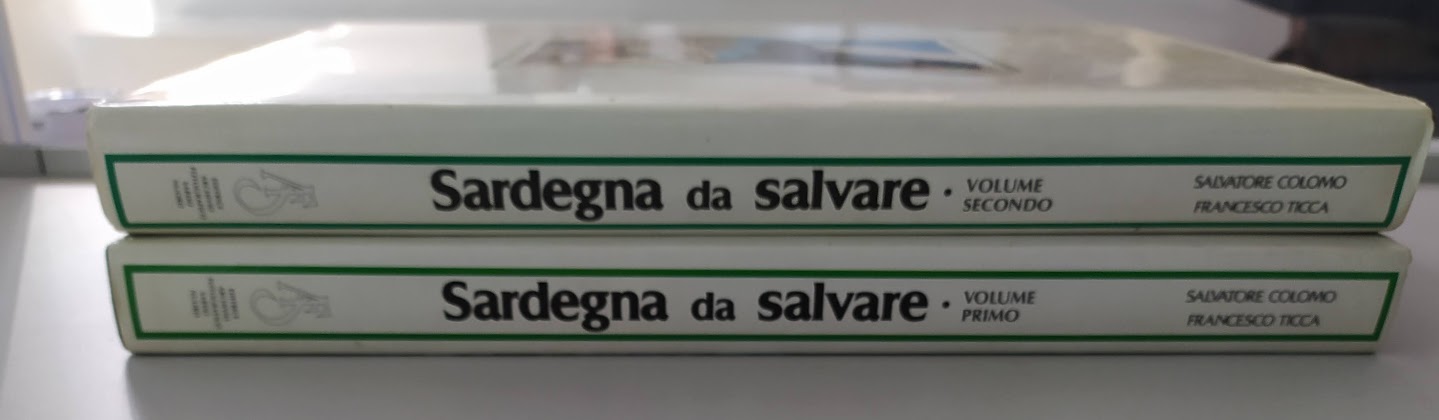 Sardegna da salvare • VOLUME
SECONDO
SALVATORE COLOMO
FRANCESCO TICCA
Sardegna da salvare • VOLUME
PRIMO
SALVATORE COLOMO
FRANCESCO TICCA